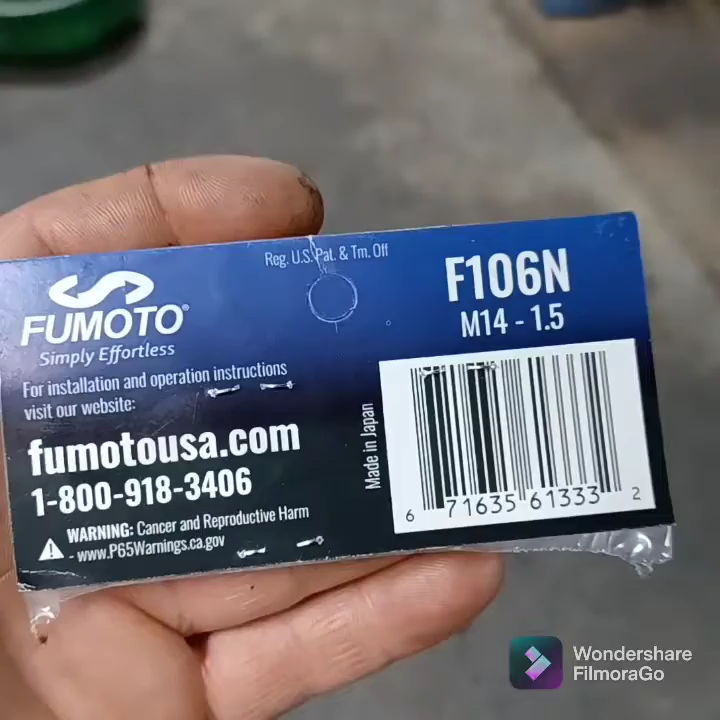 Reg. U.S. Pat. & Tm. Off
FUMOTO®
Simply Effortless
For installation and operation instructions
visit our website:
fumotousa.com
1-800-918-3406
WARNING: Cancer and Reproductive Harm
- www.P65Warnings.ca.gov
F106N
M14 - 1.5
Made in Japan
6 71635 61333 2
Wondershare
FilmoraGo